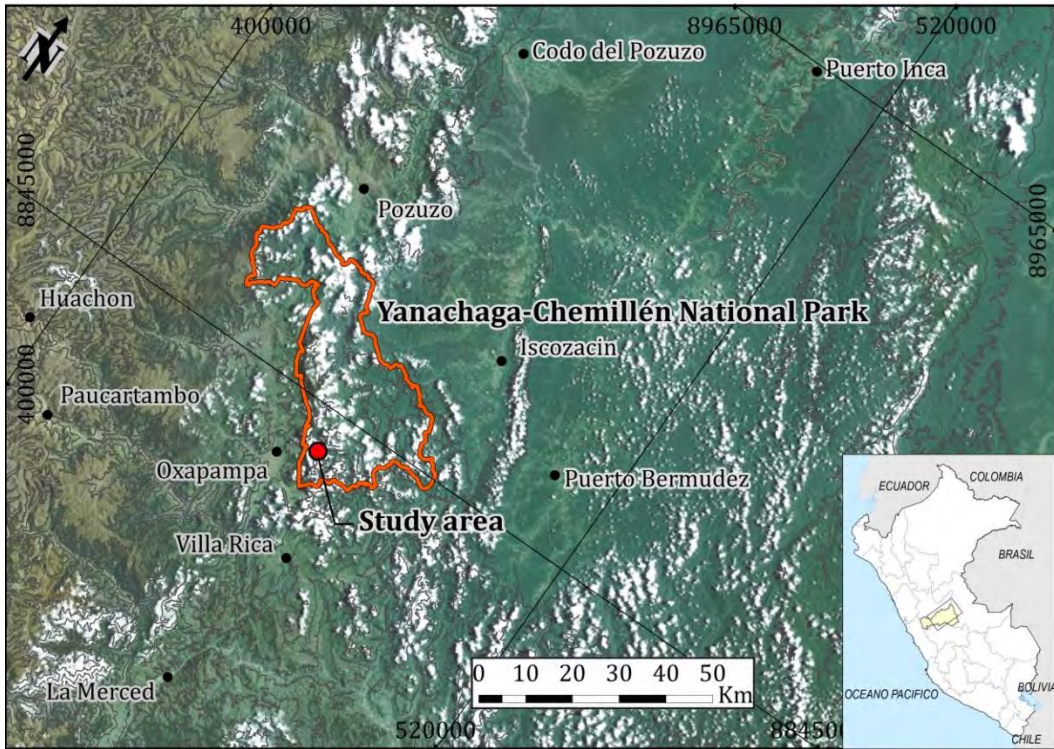 N
400000
8965000
520000
Codo del Pozuzo
Puerto Inca
8845000
Pozuzo
8965000
Huachon
Yanachaga-Chemillén National Park
Iscozacin
400000
Paucartambo
Oxapampa
Puerto Bermudez
Study area
Villa Rica
La Merced
0 10 20 30 40 50
Km
520000
8845000
ECUADOR
COLOMBIA
BRASIL
OCEANO PACIFICO
BOLIVIA
CHILE